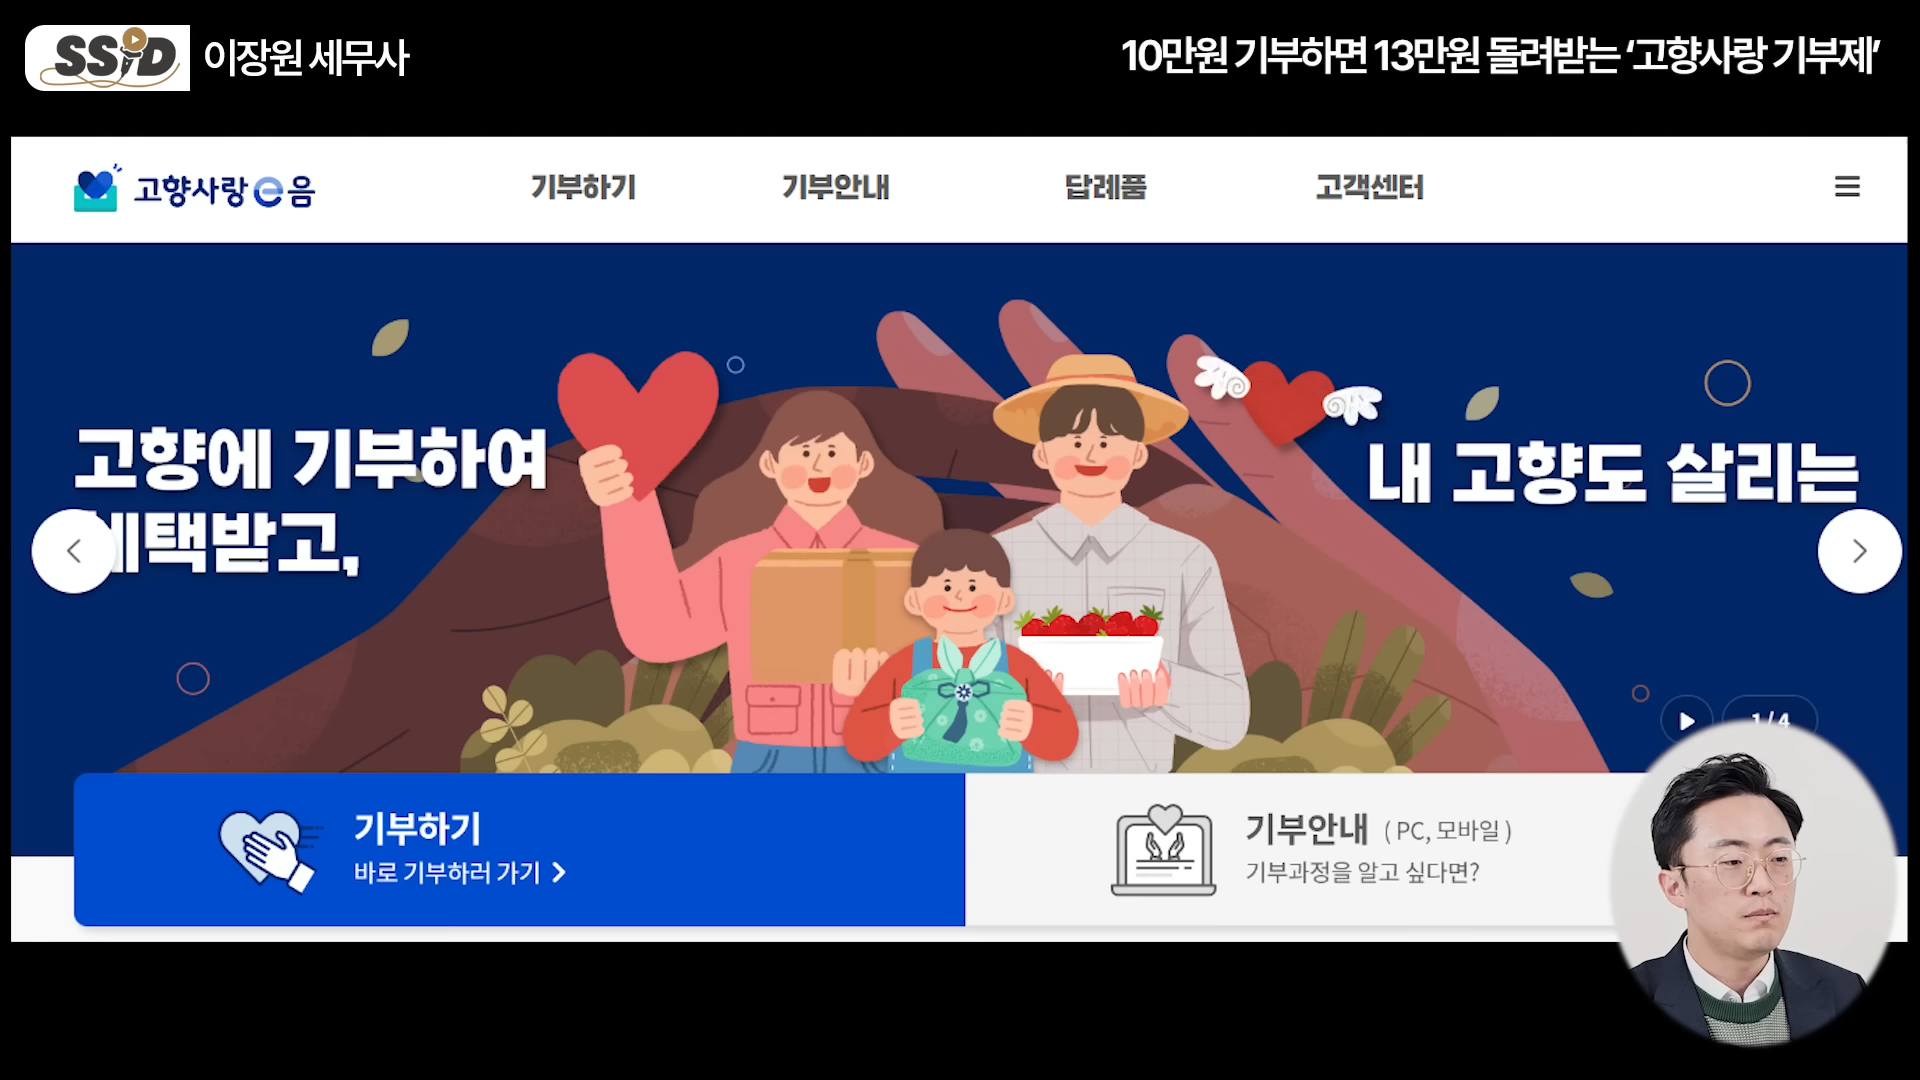 SSiD 이장원 세무사
10만원 기부하면 13만원 돌려받는 ‘고향사랑 기부제’
고향사랑e음
기부하기
기부안내
답례품
고객센터
고향에 기부하여
택받고,
내 고향도 살리는
1 / 4
기부하기
바로 기부하러 가기
기부안내 ( PC, 모바일 )
기부과정을 알고 싶다면?